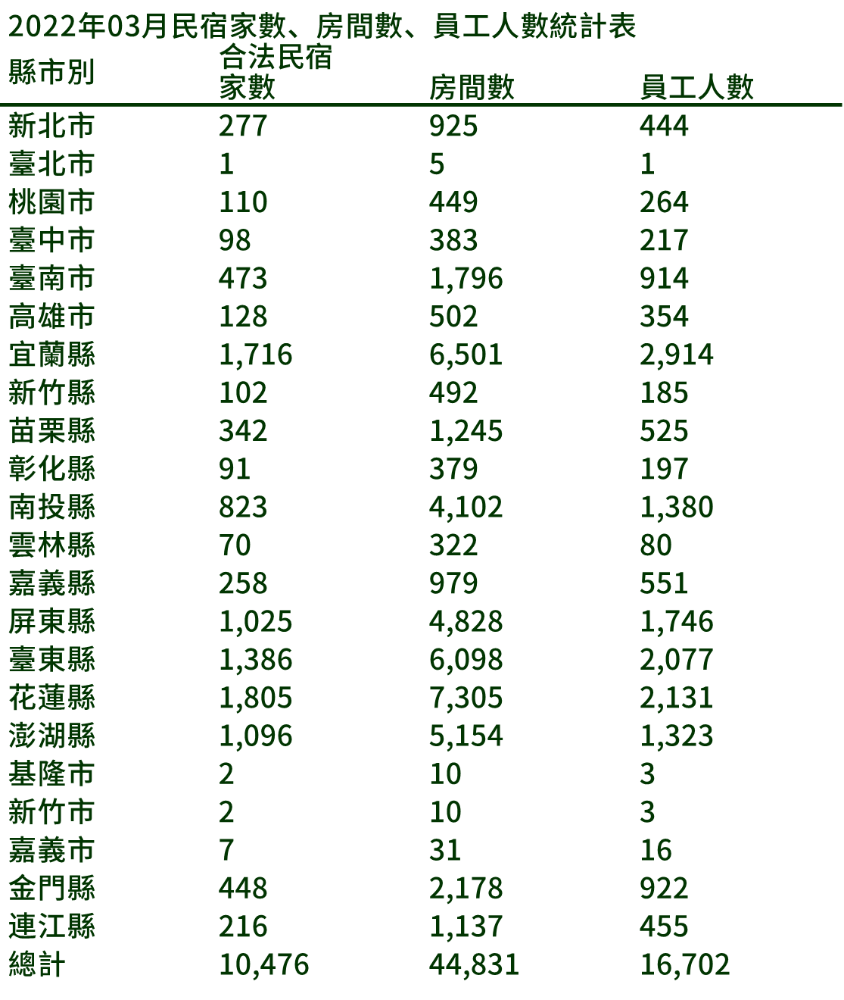 2022年03月民宿家數、房間數、員工人數統計表
縣市別 合法民宿家數 房間數 員工人數
新北市 277 925 444
臺北市 1 5 1
桃園市 110 449 264
臺中市 98 383 217
臺南市 473 1,796 914
高雄市 128 502 354
宜蘭縣 1,716 6,501 2,914
新竹縣 102 492 185
苗栗縣 342 1,245 525
彰化縣 91 379 197
南投縣 823 4,102 1,380
雲林縣 70 322 80
嘉義縣 258 979 551
屏東縣 1,025 4,828 1,746
臺東縣 1,386 6,098 2,077
花蓮縣 1,805 7,305 2,131
澎湖縣 1,096 5,154 1,323
基隆市 2 10 3
新竹市 2 10 3
嘉義市 7 31 16
金門縣 448 2,178 922
連江縣 216 1,137 455
總計 10,476 44,831 16,702